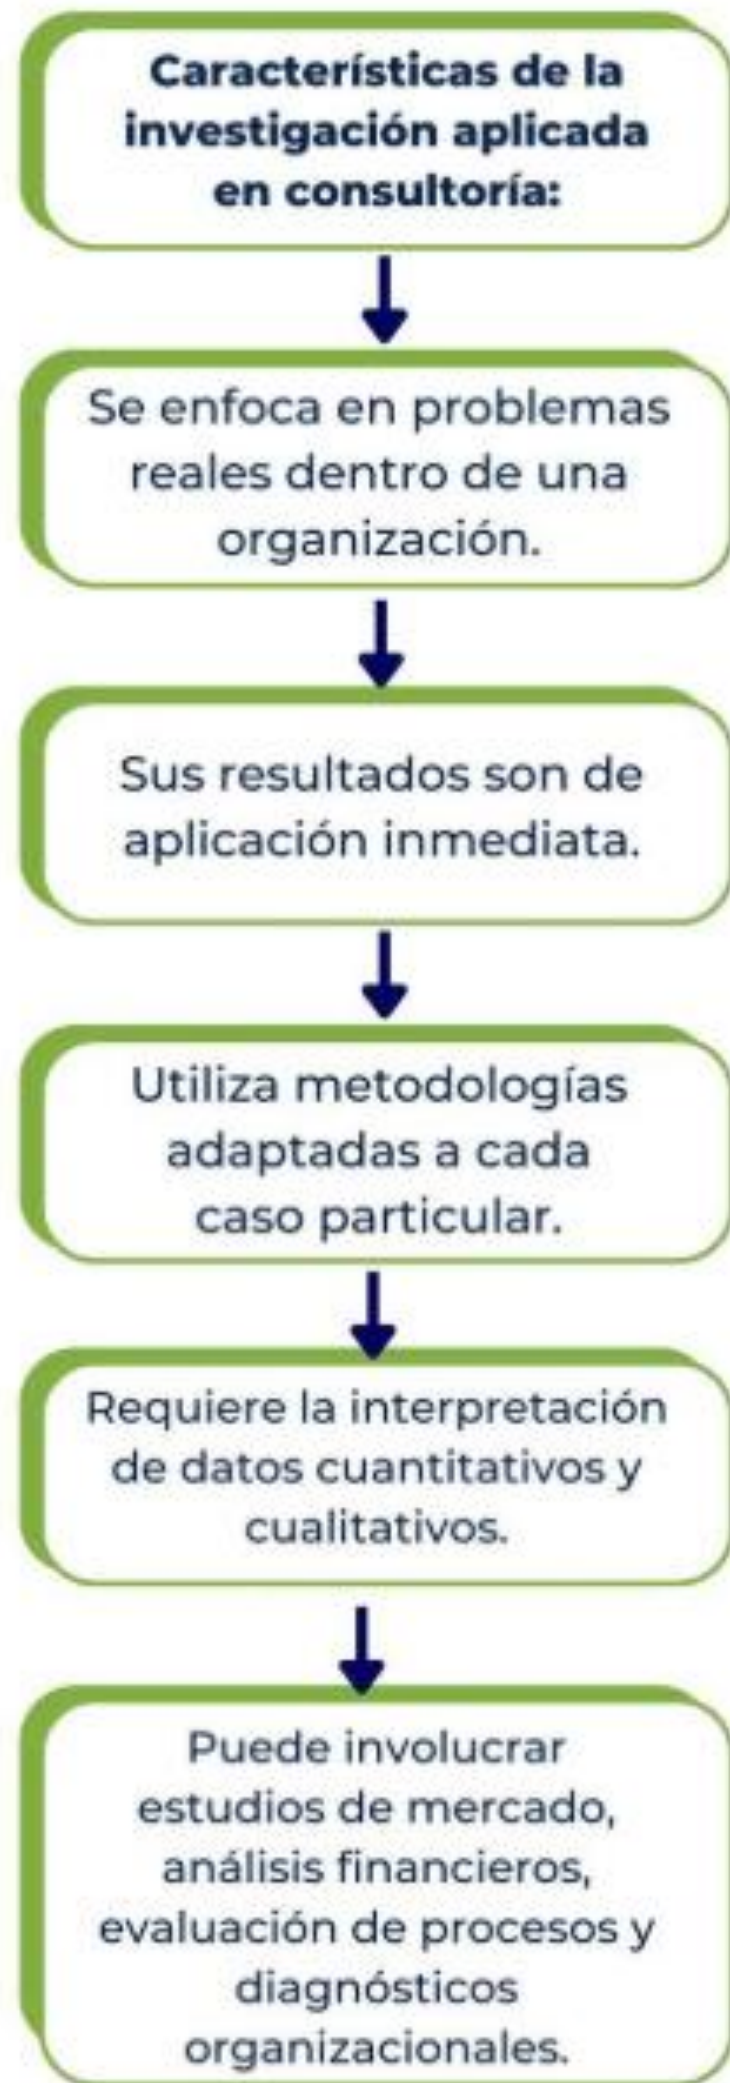 Características de la
investigación aplicada
en consultoría:
Se enfoca en problemas
reales dentro de una
organización.
Sus resultados son de
aplicación inmediata.
Utiliza metodologías
adaptadas a cada
caso particular.
Requiere la interpretación
de datos cuantitativos y
cualitativos.
Puede involucrar
estudios de mercado,
análisis financieros,
evaluación de procesos y
diagnósticos
organizacionales.